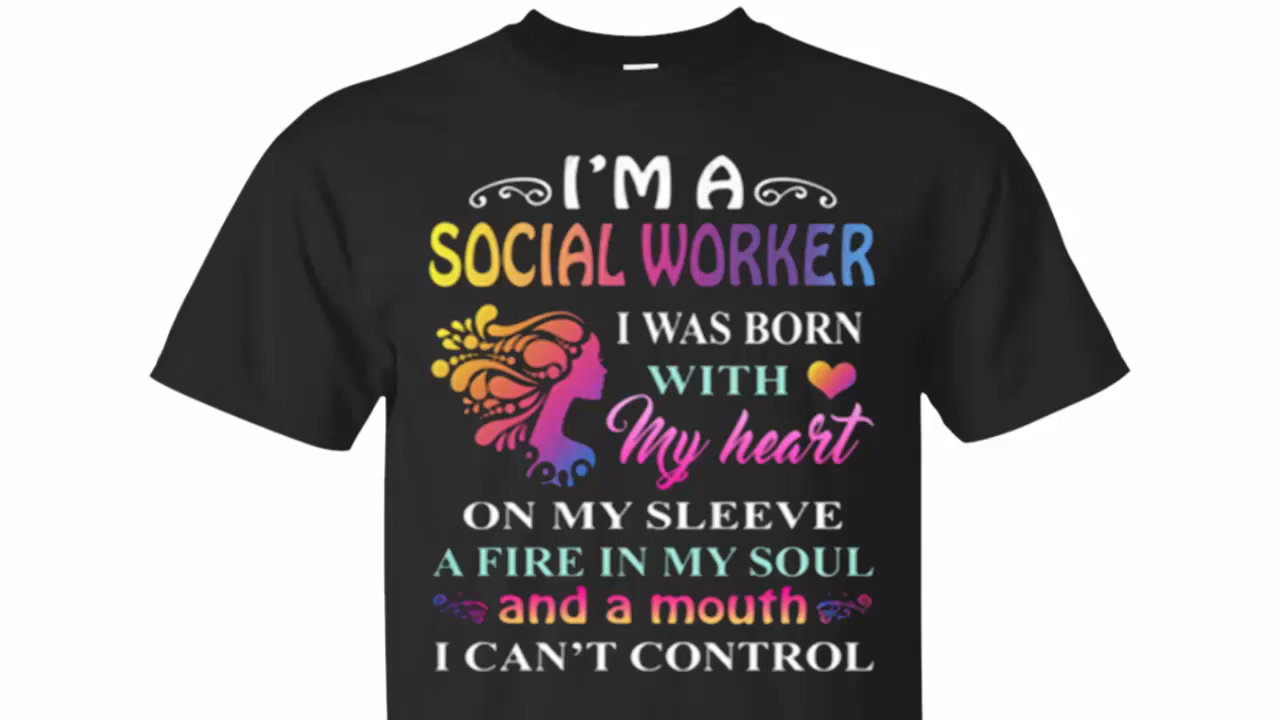 I'M A
SOCIAL WORKER
I WAS BORN
WITH
My heart
ON MY SLEEVE
A FIRE IN MY SOUL
and a mouth
I CAN'T CONTROL